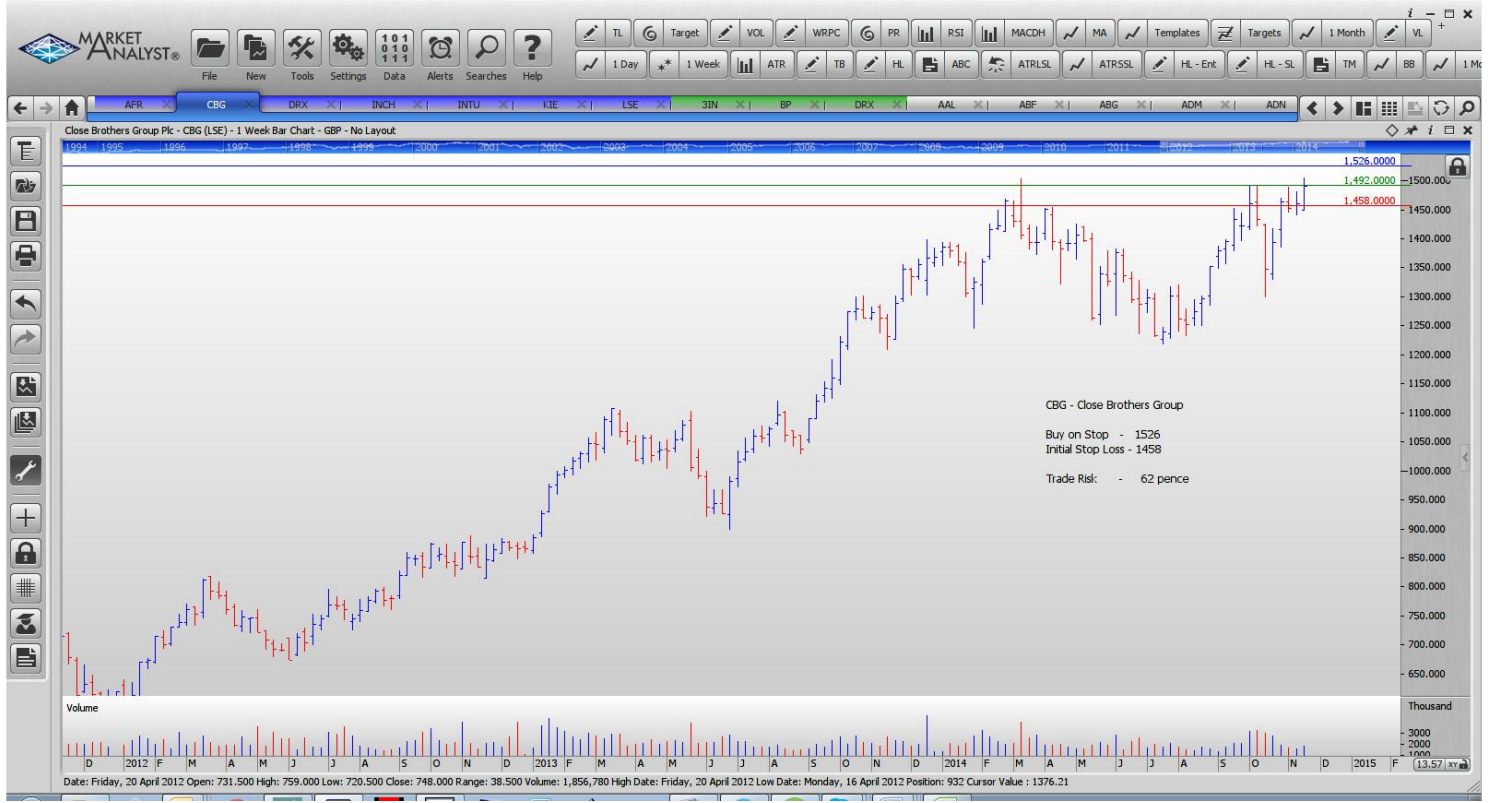 i
MARKET
ANALYST®
File New Tools Settings Data Alerts Searches Help
101
010
111
TL Target VOL WRPC PR RSI MACDH MA Templates Targets 1 Month VL
1 Day 1 Week ATR TB HL ABC ATRLSL ATRSSL HL - Ent HL - SL TM BB
AFR CBG DRX INCH INTU KIE LSE 3IN BP DRX AAL ABF ABG ADM ADN
Close Brothers Group Plc - CBG (LSE) - 1 Week Bar Chart - GBP - No Layout
1994 1995 1996 1997 1998 1999 2000 2001 2002 2003 2004 2005 2006 2007 2008 2009 2010 2011 2012 2013 2014
1,526.0000
1,492.0000
1,458.0000
1500.000
1450.000
1400.000
1350.000
1300.000
1250.000
1200.000
1150.000
1100.000
1050.000
1000.000
950.000
900.000
850.000
800.000
750.000
700.000
650.000
CBG - Close Brothers Group
Buy on Stop - 1526
Initial Stop Loss - 1458
Trade Risk - 62 pence
Volume
Thousand
3000
2000
1000
D 2012 F M A M J J A S O N D 2013 F M A M J J A S O N D 2014 F M A M J J A S O N D 2015 F
13.57 XY
Date: Friday, 20 April 2012 Open: 731.500 High: 759.000 Low: 720.500 Close: 748.000 Range: 38.500 Volume: 1,856,780 High Date: Friday, 20 April 2012 Low Date: Monday, 16 April 2012 Position: 932 Cursor Value : 1376.21